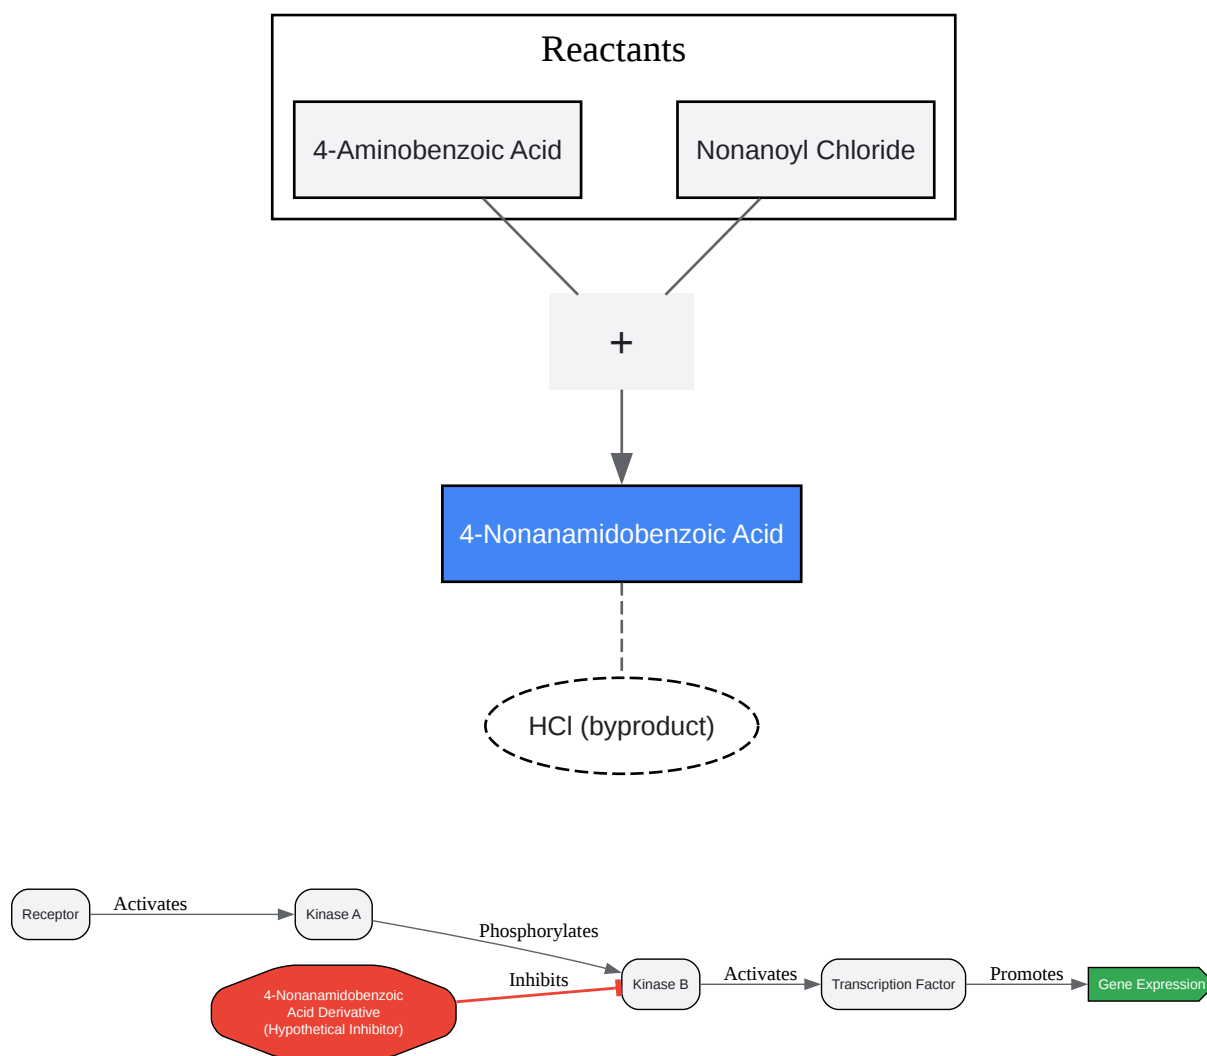 Reactants
4-Aminobenzoic Acid
Nonanoyl Chloride
+
4-Nonanamidobenzoic Acid
HCl (byproduct)
Receptor
Activates
Kinase A
Phosphorylates
4-Nonanamidobenzoic
Acid Derivative
(Hypothetical Inhibitor)
Inhibits
Kinase B
Activates
Transcription Factor
Promotes
Gene Expression